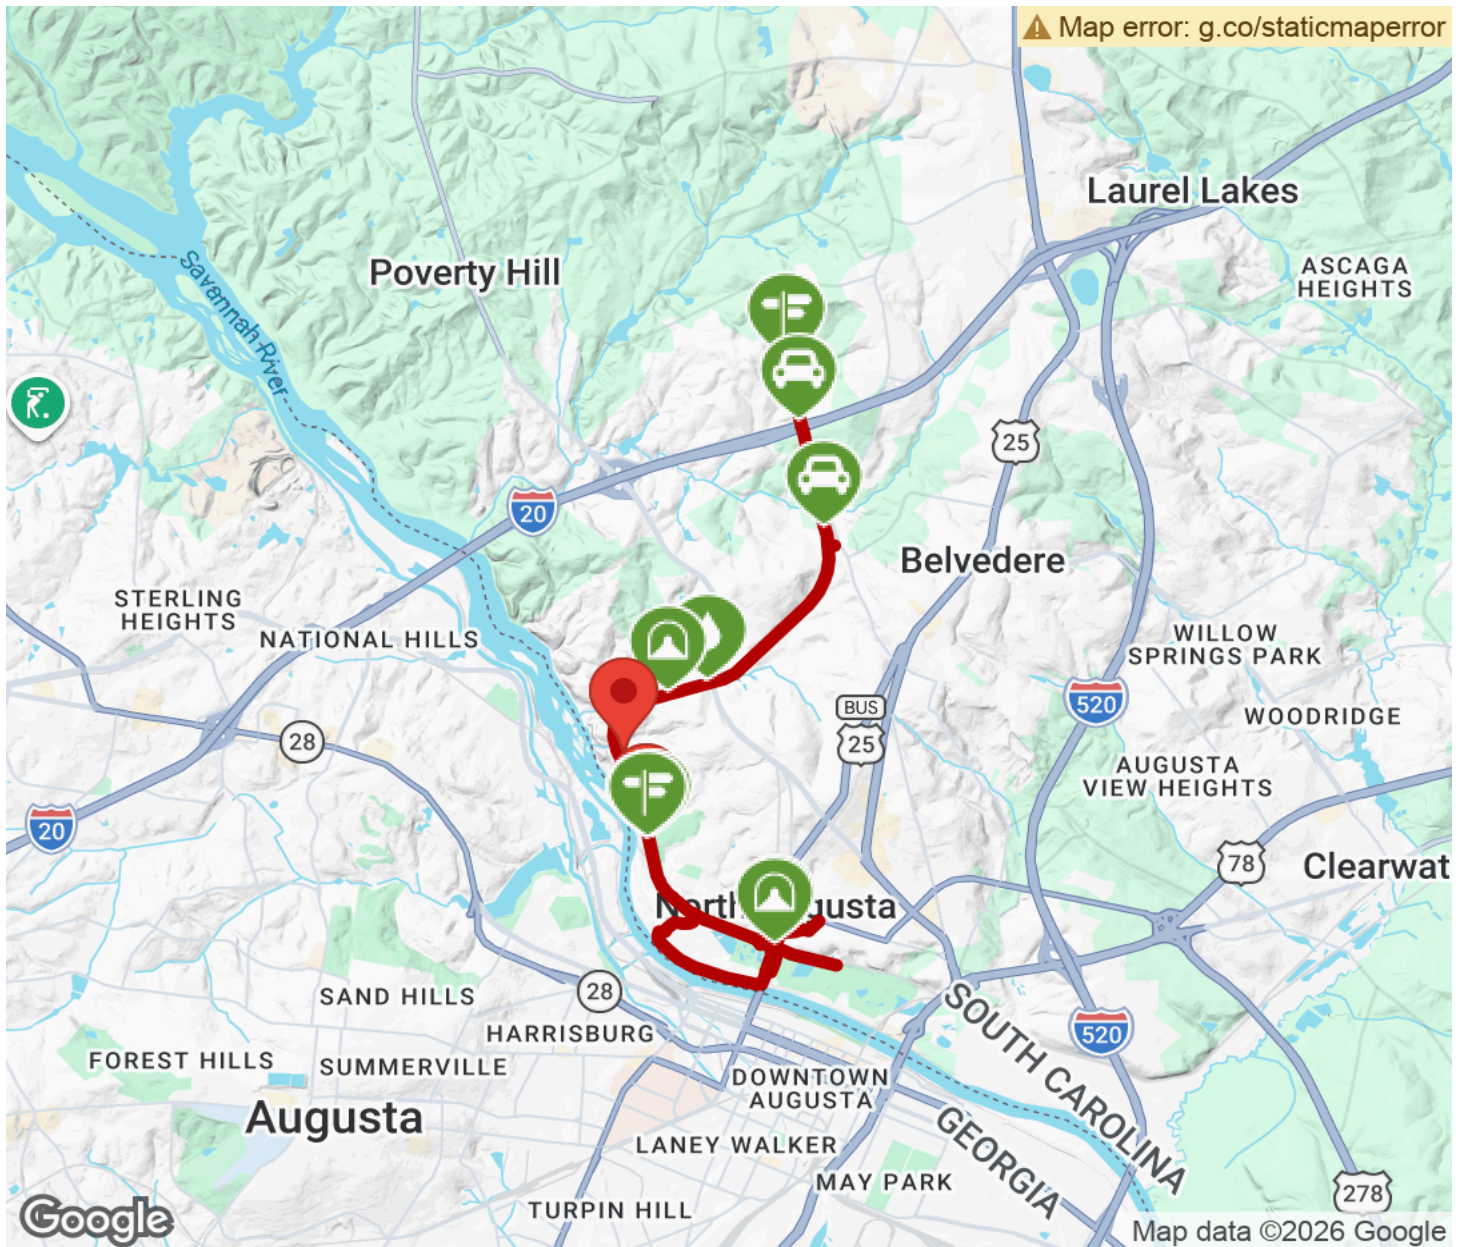 Map error: g.co/staticmaperror
Laurel Lakes
Poverty Hill
ASCAGA
HEIGHTS
Savannah River
25
20
Belvedere
STERLING
HEIGHTS
NATIONAL HILLS
WILLOW
SPRINGS PARK
520
BUS
25
WOODRIDGE
28
AUGUSTA
VIEW HEIGHTS
20
78
Clearwat
North
gusta
28
SAND HILLS
HARRISBURG
SOUTH CAROLINA
520
FOREST HILLS
SUMMERVILLE
DOWNTOWN
AUGUSTA
Augusta
GEORGIA
LANEY WALKER
MAY PARK
278
TURPIN HILL
Google
Map data ©2026 Google